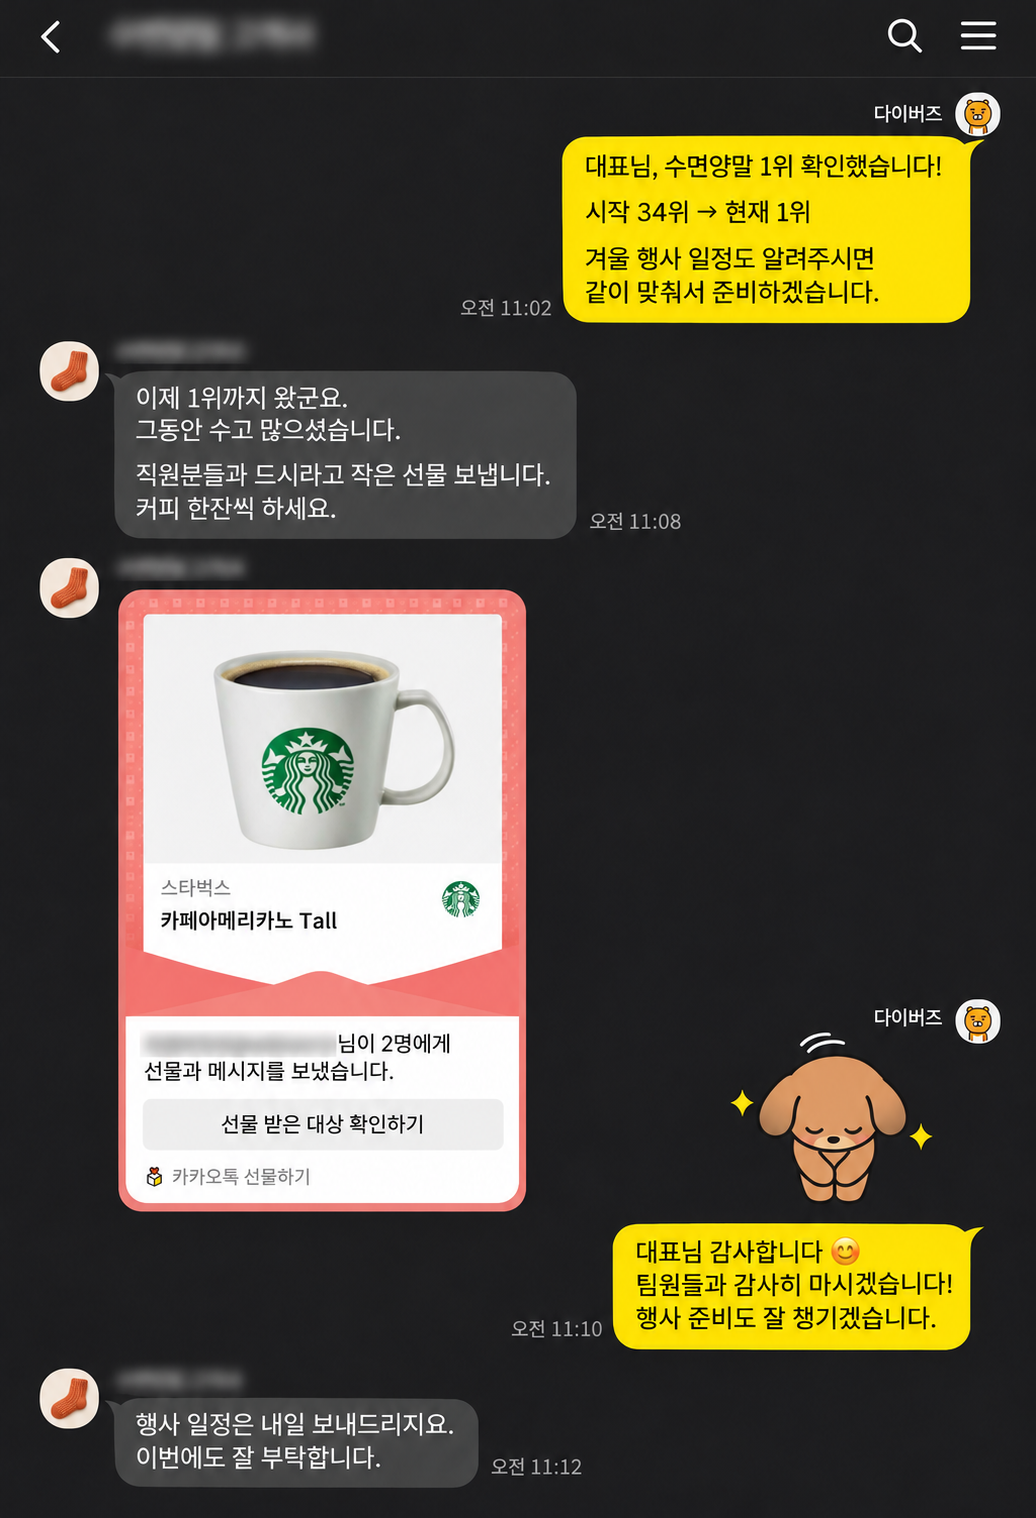 다이버즈
대표님, 수면양말 1위 확인했습니다!
시작 34위 → 현재 1위
겨울 행사 일정도 알려주시면
같이 맞춰서 준비하겠습니다.
오전 11:02
이제 1위까지 왔군요.
그동안 수고 많으셨습니다.
직원분들과 드시라고 작은 선물 보냅니다.
커피 한잔씩 하세요.
오전 11:08
스타벅스
카페아메리카노 Tall
님이 2명에게
선물과 메시지를 보냈습니다.
선물 받은 대상 확인하기
카카오톡 선물하기
다이버즈
대표님 감사합니다 😊
팀원들과 감사히 마시겠습니다!
행사 준비도 잘 챙기겠습니다.
오전 11:10
행사 일정은 내일 보내드리지요.
이번에도 잘 부탁합니다.
오전 11:12